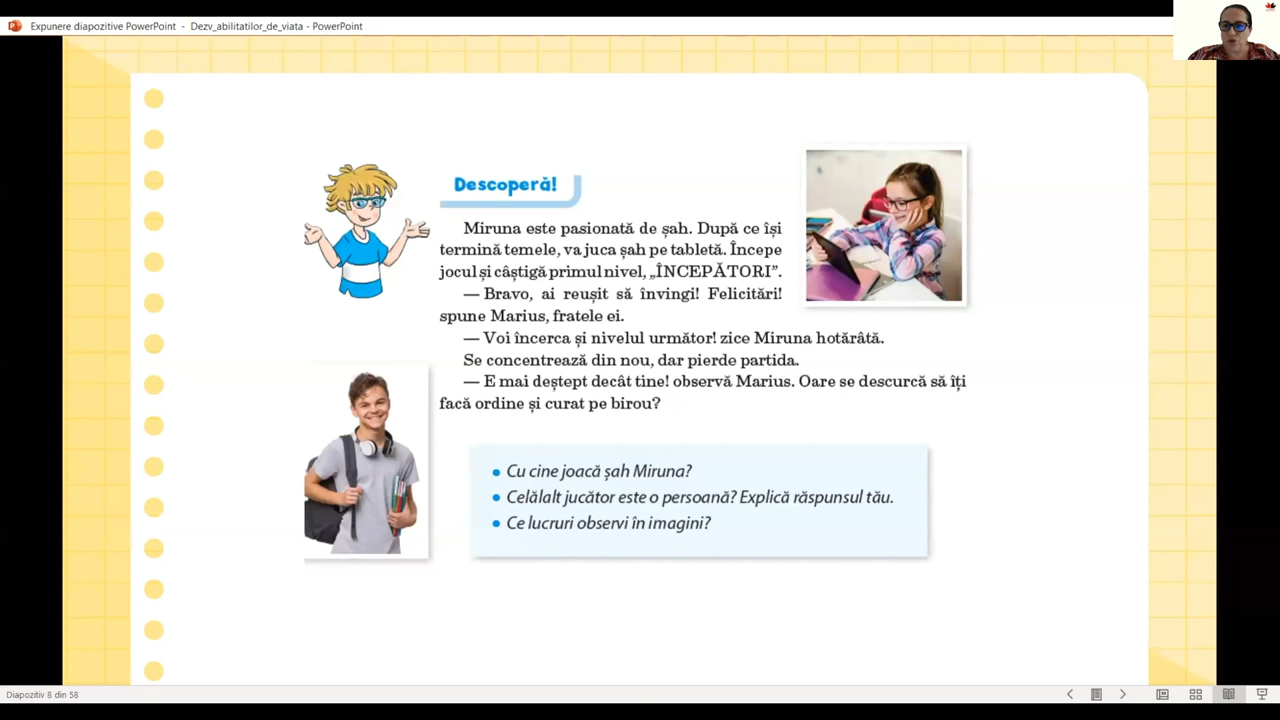 Expunere diapozitive PowerPoint - Dezv_abilitatilor_de_viata - PowerPoint
Descoperă!
Miruna este pasionată de șah. După ce își
termină temele, va juca șah pe tabletă. Începe
jocul și câștigă primul nivel, „ÎNCEPĂTORI”.
— Bravo, ai reușit să învingi! Felicitări!
spune Marius, fratele ei.
— Voi încerca și nivelul următor! zice Miruna hotărâtă.
Se concentrează din nou, dar pierde partida.
— E mai deștept decât tine! observă Marius. Oare se descurcă să îți
facă ordine și curat pe birou?
• Cu cine joacă șah Miruna?
• Celălalt jucător este o persoană? Explică răspunsul tău.
• Ce lucruri observi în imagini?
Diapozitiv 8 din 58